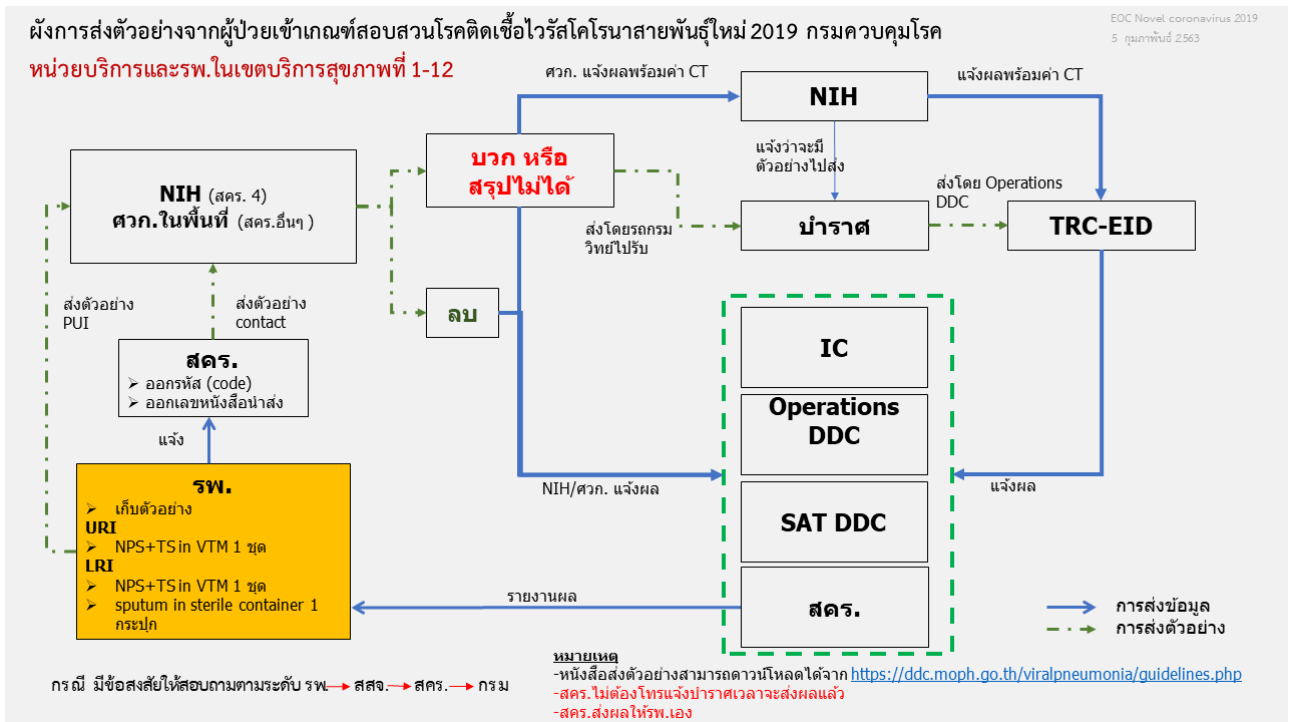 ผังการส่งตัวอย่างจากผู้ป่วยเข้าเกณฑ์สอบสวนโรคติดเชื้อไวรัสโคโรนาสายพันธุ์ใหม่ 2019 กรมควบคุมโรค
EOC Novel coronavirus 2019
5 กุมภาพันธ์ 2563
หน่วยบริการและรพ.ในเขตบริการสุขภาพที่ 1-12
ศวก. แจ้งผลพร้อมค่า CT
NIH
แจ้งผลพร้อมค่า CT
บวก หรือ
สรุปไม่ได้
แจ้งว่าจะมี
ตัวอย่างไปส่ง
NIH (สคร. 4)
ศวก.ในพื้นที่ (สคร.อื่นๆ )
ส่งโดย Operations
DDC
ส่งโดยรถกรม
วิทย์ไปรับ
บำราศ
TRC-EID
ส่งตัวอย่าง
PUI
ส่งตัวอย่าง
contact
ลบ
สคร.
➢ ออกรหัส (code)
➢ ออกเลขหนังสือนำส่ง
แจ้ง
IC
Operations
DDC
SAT DDC
สคร.
NIH/ศวก. แจ้งผล
แจ้งผล
รพ.
➢ เก็บตัวอย่าง
URI
➢ NPS+TS in VTM 1 ชุด
LRI
➢ NPS+TS in VTM 1 ชุด
➢ sputum in sterile container 1
กระปุก
รายงานผล
การส่งข้อมูล
การส่งตัวอย่าง
หมายเหตุ
-หนังสือส่งตัวอย่างสามารถดาวน์โหลดได้จาก https://ddc.moph.go.th/viralpneumonia/guidelines.php
-สคร.ไม่ต้องโทรแจ้งบำราศเวลาจะส่งผลแล้ว
-สคร.ส่งผลให้รพ.เอง
กรณี มีข้อสงสัยให้สอบถามตามระดับ รพ. → สสจ. → สคร. → กรม